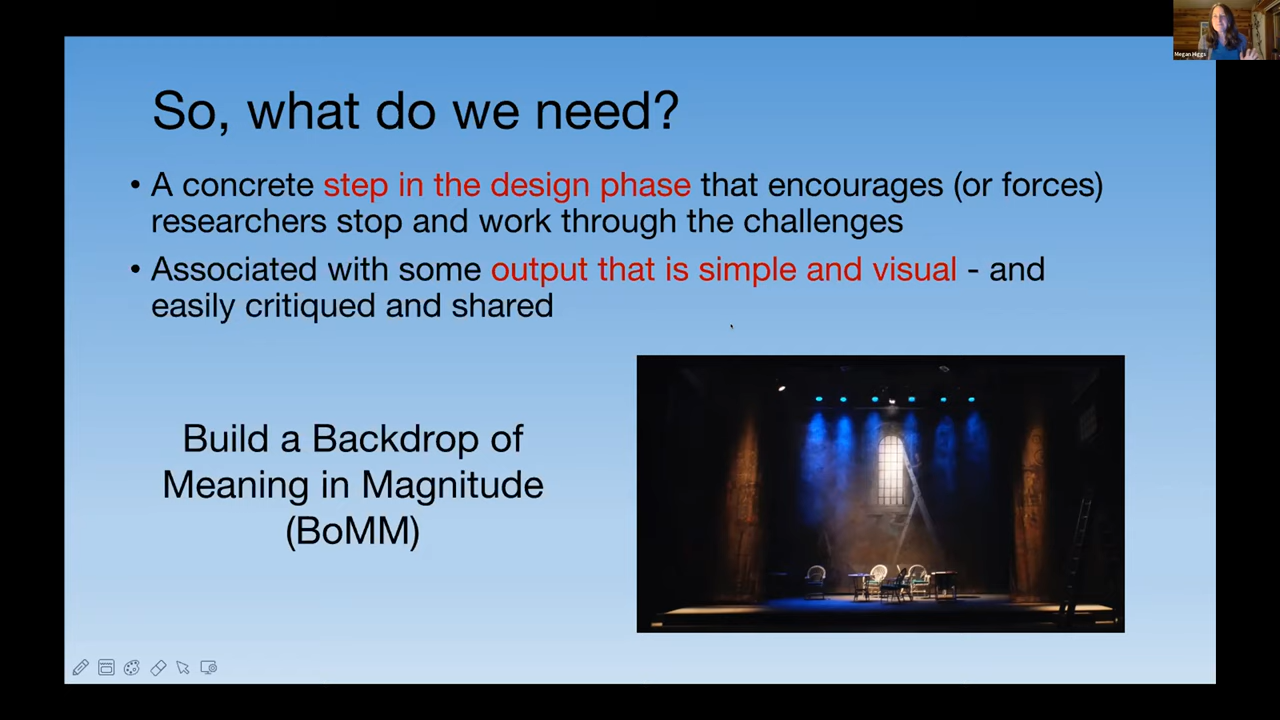 Megan Higgs
So, what do we need?
• A concrete step in the design phase that encourages (or forces)
researchers stop and work through the challenges
• Associated with some output that is simple and visual - and
easily critiqued and shared
Build a Backdrop of
Meaning in Magnitude
(BoMM)